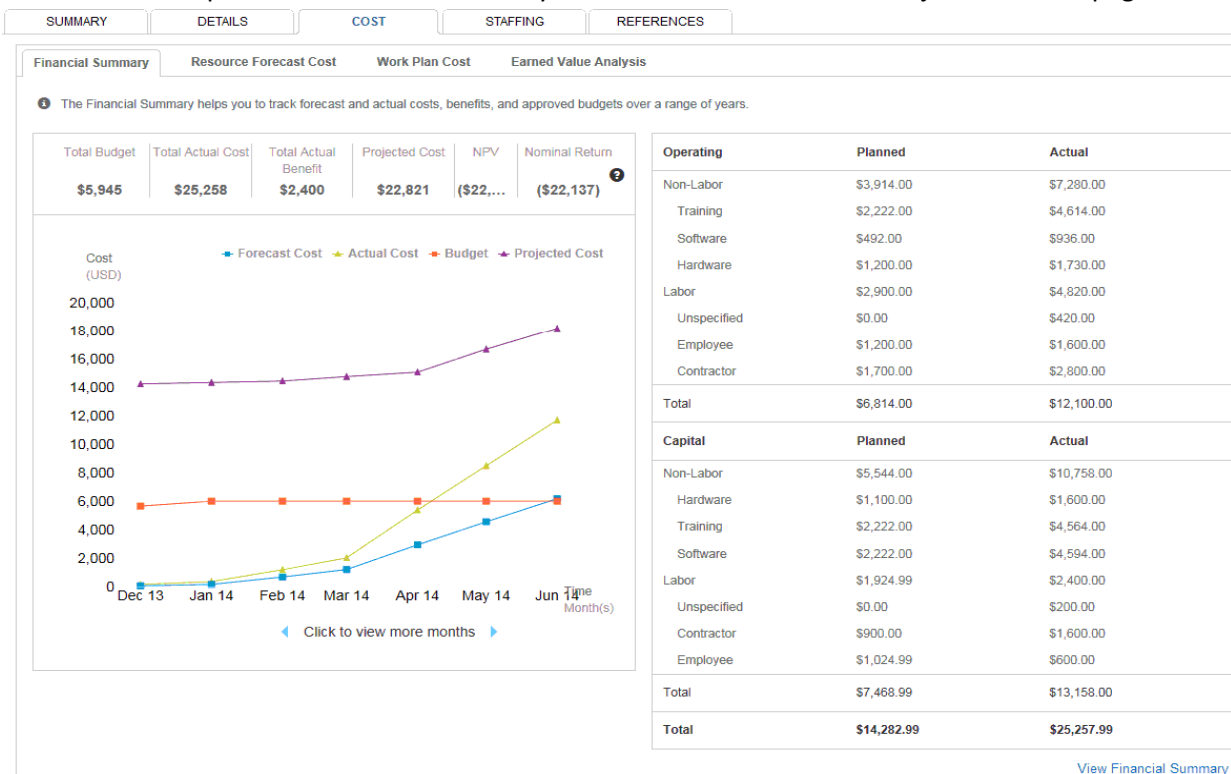 SUMMARY DETAILS COST STAFFING REFERENCES
Financial Summary Resource Forecast Cost Work Plan Cost Earned Value Analysis
The Financial Summary helps you to track forecast and actual costs, benefits, and approved budgets over a range of years.
Total Budget Total Actual Cost Total Actual Benefit Projected Cost NPV Nominal Return
$5,945 $25,258 $2,400 $22,821 ($22,... ($22,137)
Cost
(USD)
Forecast Cost Actual Cost Budget Projected Cost
20,000
18,000
16,000
14,000
12,000
10,000
8,000
6,000
4,000
2,000
0
Dec 13 Jan 14 Feb 14 Mar 14 Apr 14 May 14 Jun 14
Time
Month(s)
Click to view more months
Operating Planned Actual
Non-Labor $3,914.00 $7,280.00
Training $2,222.00 $4,614.00
Software $492.00 $936.00
Hardware $1,200.00 $1,730.00
Labor $2,900.00 $4,820.00
Unspecified $0.00 $420.00
Employee $1,200.00 $1,600.00
Contractor $1,700.00 $2,800.00
Total $6,814.00 $12,100.00
Capital Planned Actual
Non-Labor $5,544.00 $10,758.00
Hardware $1,100.00 $1,600.00
Training $2,222.00 $4,564.00
Software $2,222.00 $4,594.00
Labor $1,924.99 $2,400.00
Unspecified $0.00 $200.00
Contractor $900.00 $1,600.00
Employee $1,024.99 $600.00
Total $7,468.99 $13,158.00
Total $14,282.99 $25,257.99
View Financial Summary